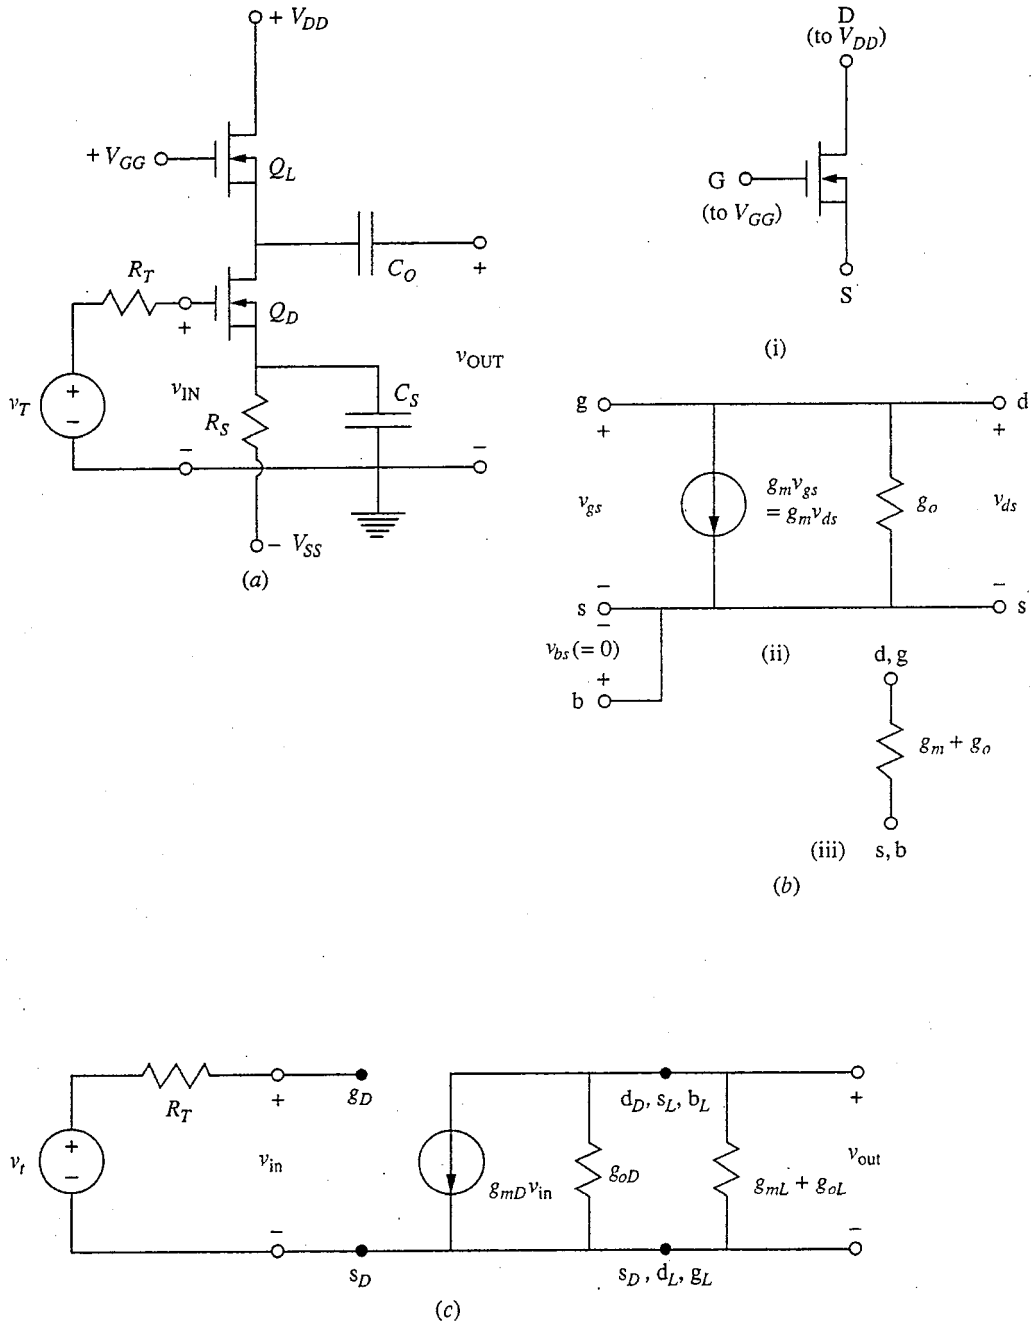 + V_DD
+ V_GG
Q_L
C_O
+
R_T
+
Q_D
v_T
+
−
v_IN
v_OUT
R_S
C_S
−
−
− V_SS
(a)
D
(to V_DD)
G
(to V_GG)
S
(i)
g
+
d
+
v_gs
g_m v_gs
= g_m v_ds
g_o
v_ds
−
s
−
−
s
v_bs (= 0)
+
b
(ii)
d, g
g_m + g_o
s, b
(iii)
(b)
R_T
+
g_D
d_D, s_L, b_L
+
v_t
+
−
v_in
g_mD v_in
g_oD
g_mL + g_oL
v_out
−
−
s_D
s_D, d_L, g_L
(c)